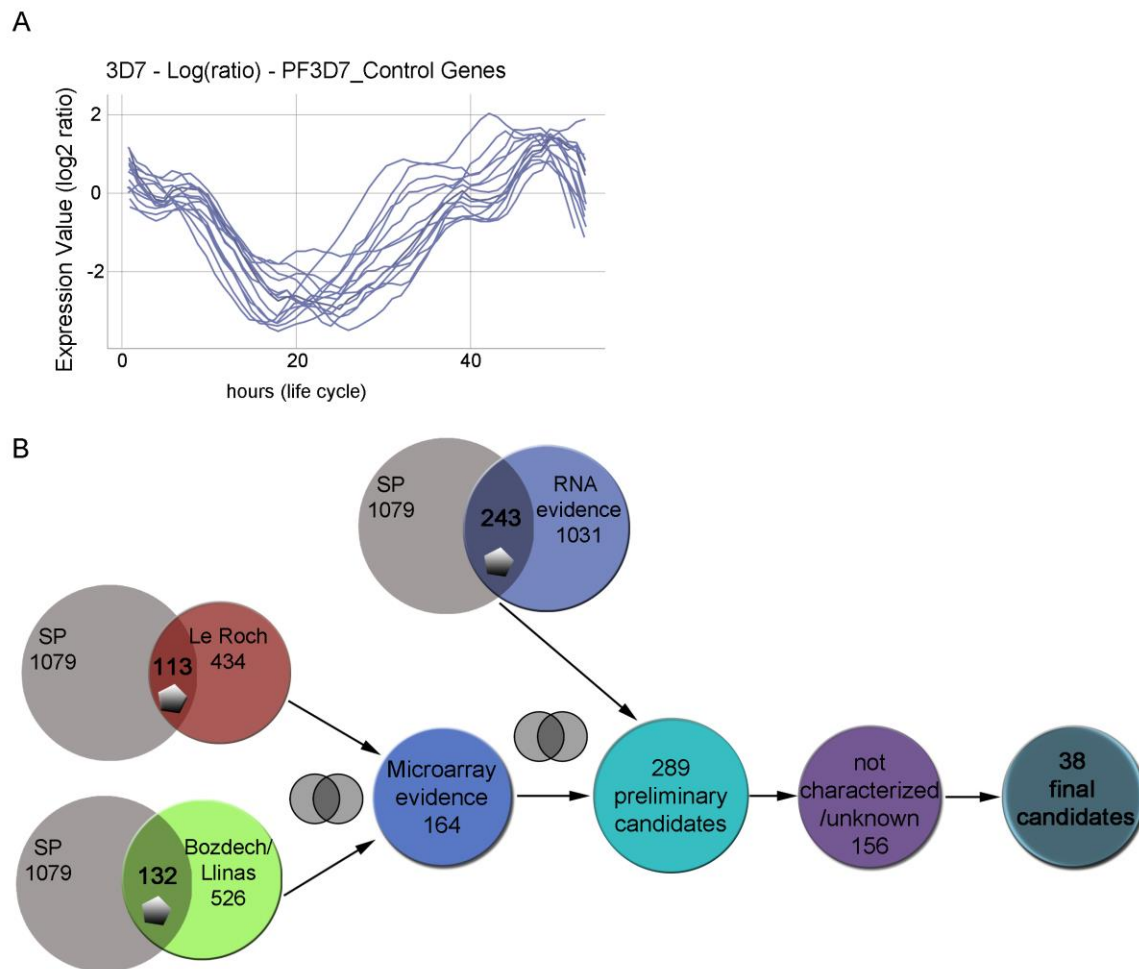 A
3D7 - Log(ratio) - PF3D7_Control Genes
Expression Value (log2 ratio)
2
0
-2
0
20
40
hours (life cycle)
B
SP
1079
243
RNA
evidence
1031
SP
1079
113
Le Roch
434
SP
1079
132
Bozdech/
Llinas
526
Microarray
evidence
164
289
preliminary
candidates
not
characterized
/unknown
156
38
final
candidates